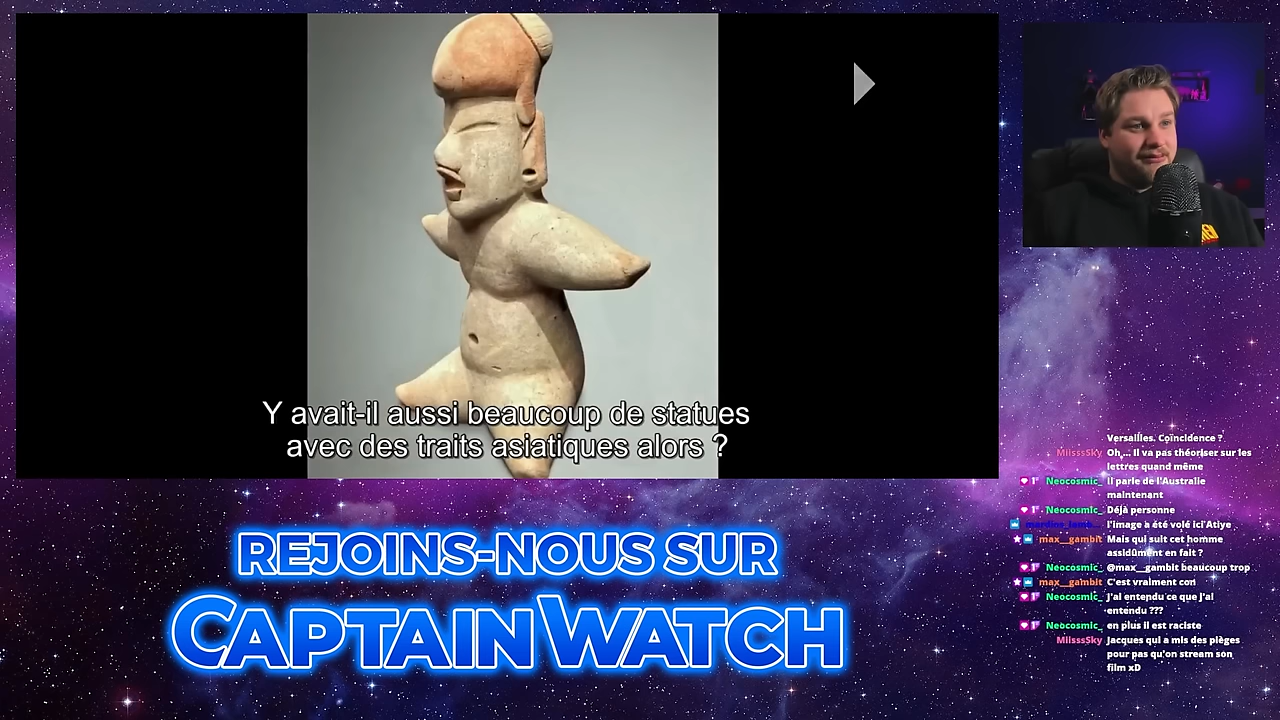 Y avait-il aussi beaucoup de statues
avec des traits asiatiques alors ?
REJOINS-NOUS SUR
CAPTAINWATCH
Versailles. Coïncidence ?
MiisssSky Oh... Il va pas théoriser sur les
lettres quand même
Neocosmic_ Il parle de l'Australie
maintenant
Neocosmic_ Déjà personne
l'image a été volé ici Atiye
max__gambit Mais qui suit cet homme
assidûment en fait ?
Neocosmic_ @max__gambit beaucoup trop
max__gambit C'est vraiment con
Neocosmic_ J'ai entendu ce que j'ai
entendu ???
Neocosmic_ en plus il est raciste
MiisssSky Jacques qui a mis des pièges
pour pas qu'on stream son
film xD